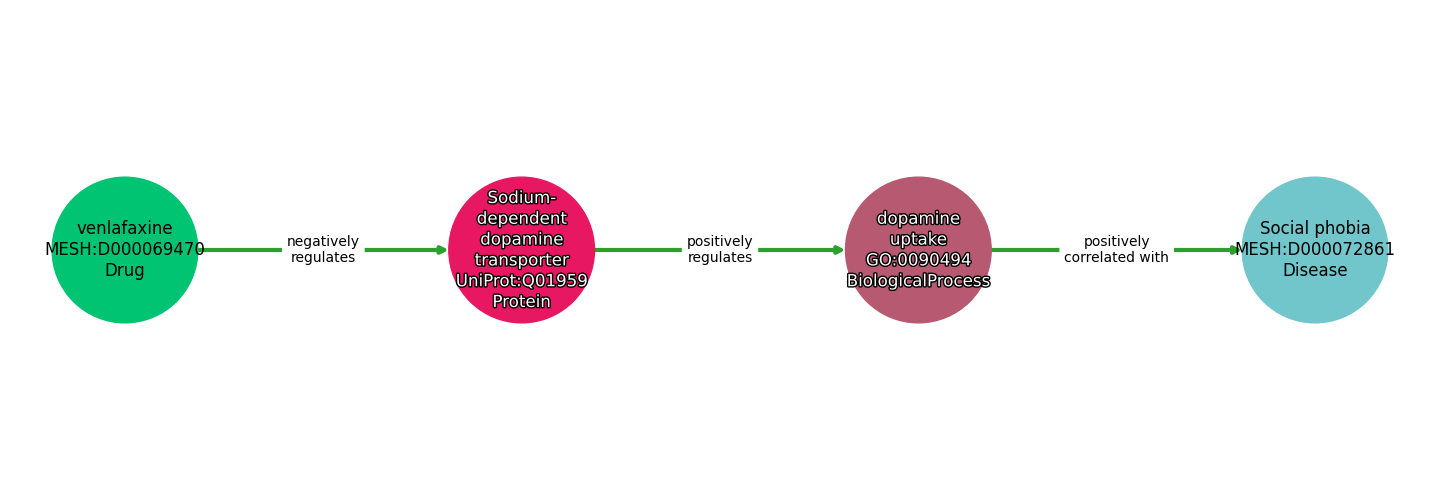 venlafaxine
MESH:D000069470
Drug
negatively
regulates
Sodium-
dependent
dopamine
transporter
UniProt:Q01959
Protein
positively
regulates
dopamine
uptake
GO:0090494
BiologicalProcess
positively
correlated with
Social phobia
MESH:D000072861
Disease